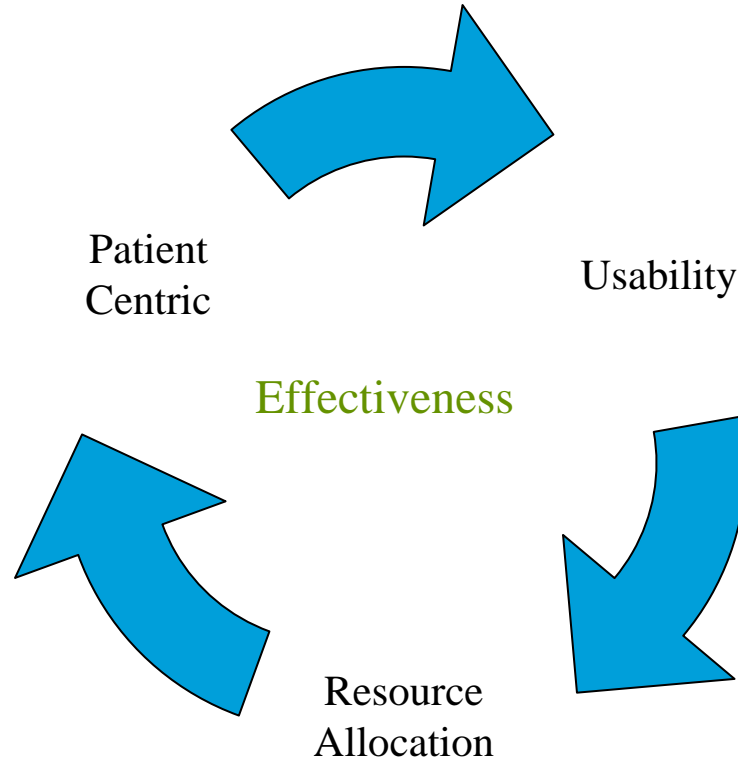 Patient
Centric
Usability
Effectiveness
Resource
Allocation